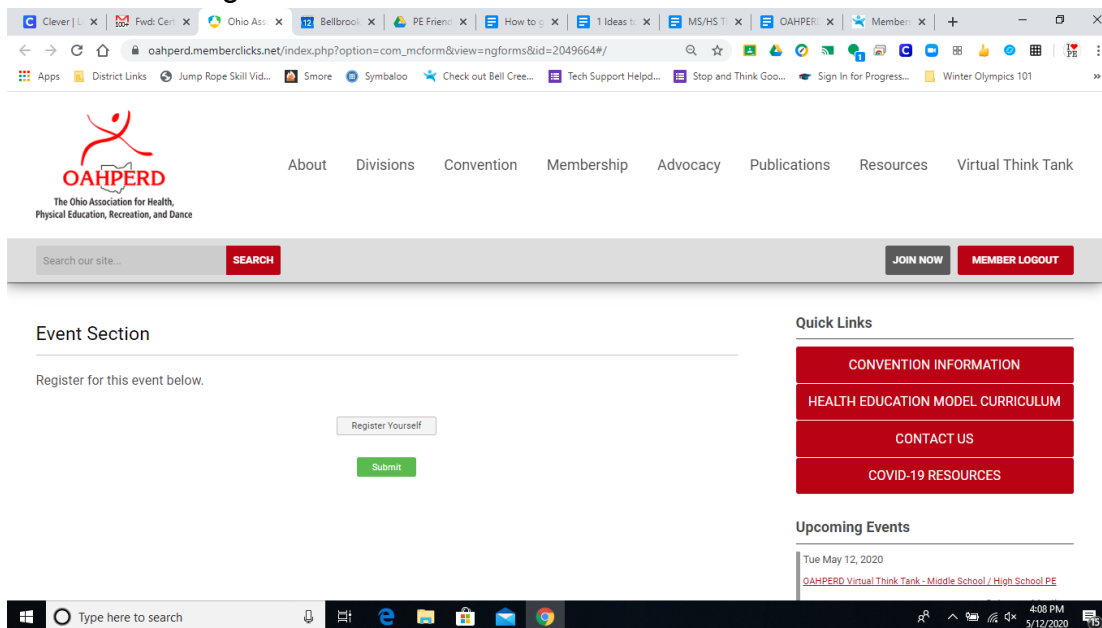 Clever | L
Fwd: Cert
Ohio Ass
Bellbrook
PE Friend
How to g
1 Ideas to
MS/HS T
OAHPER
Member
oahperd.memberclicks.net/index.php?option=com_mcform&view=ngforms&id=2049664#/
Apps District Links Jump Rope Skill Vid... Smore Symbaloo Check out Bell Cree... Tech Support Helpd... Stop and Think Goo... Sign In for Progress... Winter Olympics 101 »
OAHPERD
The Ohio Association for Health,
Physical Education, Recreation, and Dance
About Divisions Convention Membership Advocacy Publications Resources Virtual Think Tank
Search our site... SEARCH JOIN NOW MEMBER LOGOUT
Event Section
Register for this event below.
Register Yourself
Submit
Quick Links
CONVENTION INFORMATION
HEALTH EDUCATION MODEL CURRICULUM
CONTACT US
COVID-19 RESOURCES
Upcoming Events
Tue May 12, 2020
OAHPERD Virtual Think Tank - Middle School / High School PE
Type here to search
4:08 PM
5/12/2020
15